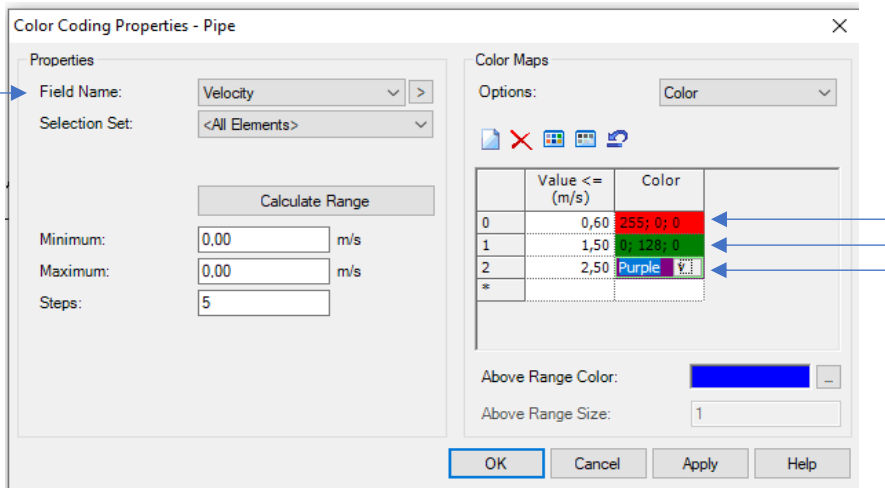 Color Coding Properties - Pipe
Properties
Field Name:
Velocity
>
Selection Set:
<All Elements>
Calculate Range
Minimum:
0,00
m/s
Maximum:
0,00
m/s
Steps:
5
Color Maps
Options:
Color
Value <=
(m/s)
Color
0
0,60
255; 0; 0
1
1,50
0; 128; 0
2
2,50
Purple
*
Above Range Color:
...
Above Range Size:
1
OK
Cancel
Apply
Help